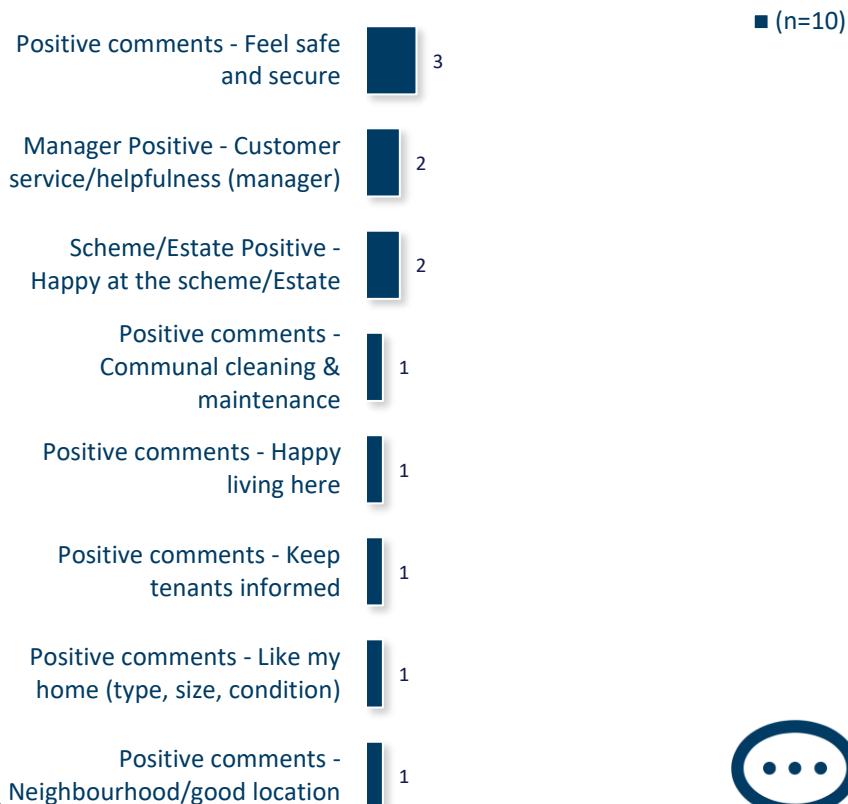 (n=10)
Positive comments - Feel safe
and secure
3
Manager Positive - Customer
service/helpfulness (manager)
2
Scheme/Estate Positive -
Happy at the scheme/Estate
2
Positive comments -
Communal cleaning &
maintenance
1
Positive comments - Happy
living here
1
Positive comments - Keep
tenants informed
1
Positive comments - Like my
home (type, size, condition)
1
Positive comments -
Neighbourhood/good location
1